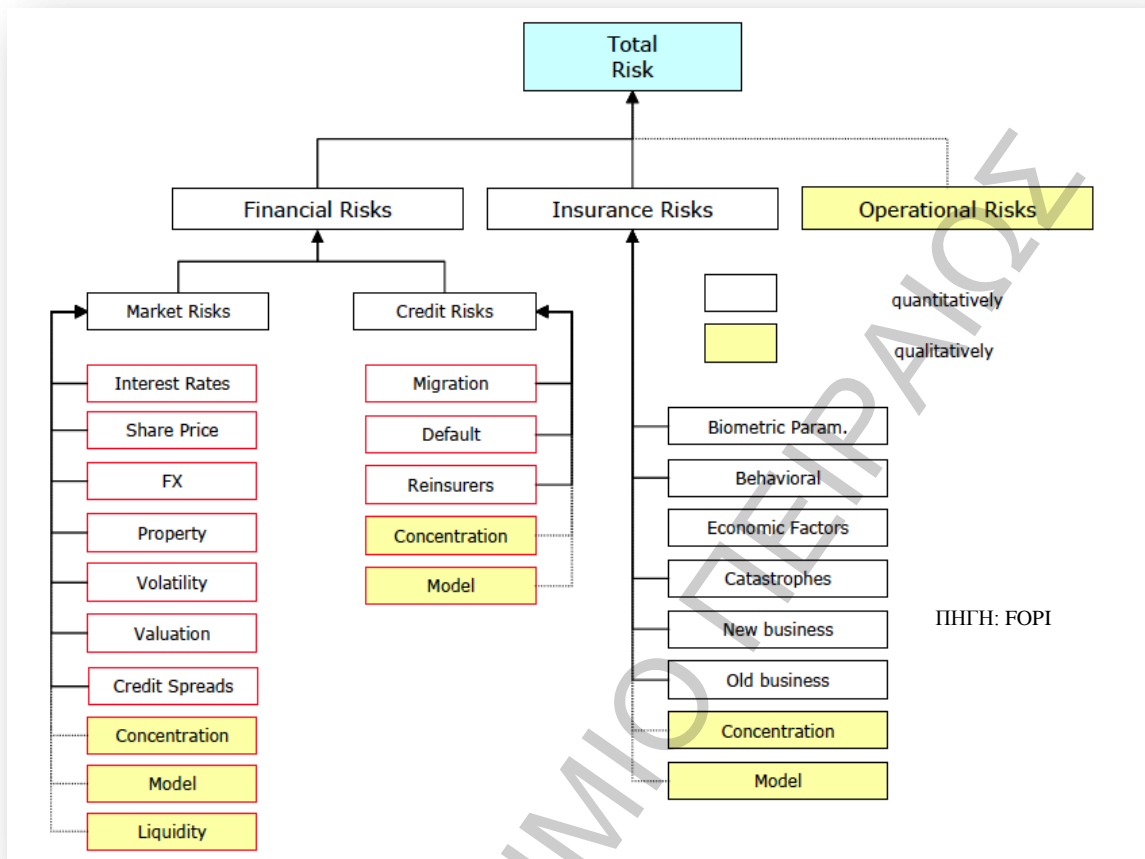 Total
Risk
Financial Risks
Insurance Risks
Operational Risks
Market Risks
Credit Risks
quantitatively
qualitatively
Interest Rates
Share Price
FX
Property
Volatility
Valuation
Credit Spreads
Concentration
Model
Liquidity
Migration
Default
Reinsurers
Concentration
Model
Biometric Param.
Behavioral
Economic Factors
Catastrophes
New business
Old business
Concentration
Model
ΠΗΓΗ: FOPI
ΜΙΟ ΠΕΙΡΑΙΩΣ